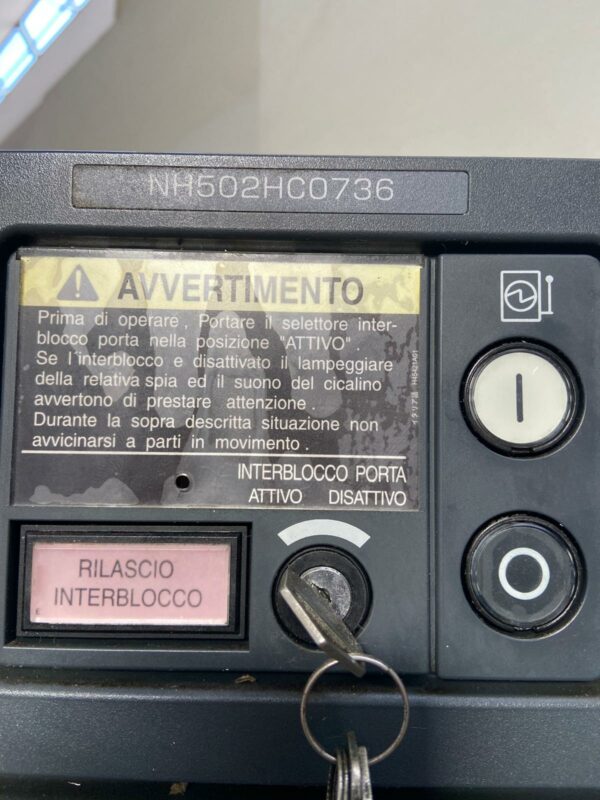 NH502HC0736
AVVERTIMENTO
Prima di operare , Portare il selettore inter-
blocco porta nella posizione "ATTIVO" .
Se l'interblocco e disattivato il lampeggiare
della relativa spia ed il suono del cicalino
avvertono di prestare attenzione .
Durante la sopra descritta situazione non
avvicinarsi a parti in movimento .
INTERBLOCCO PORTA
ATTIVO DISATTIVO
RILASCIO
INTERBLOCCO